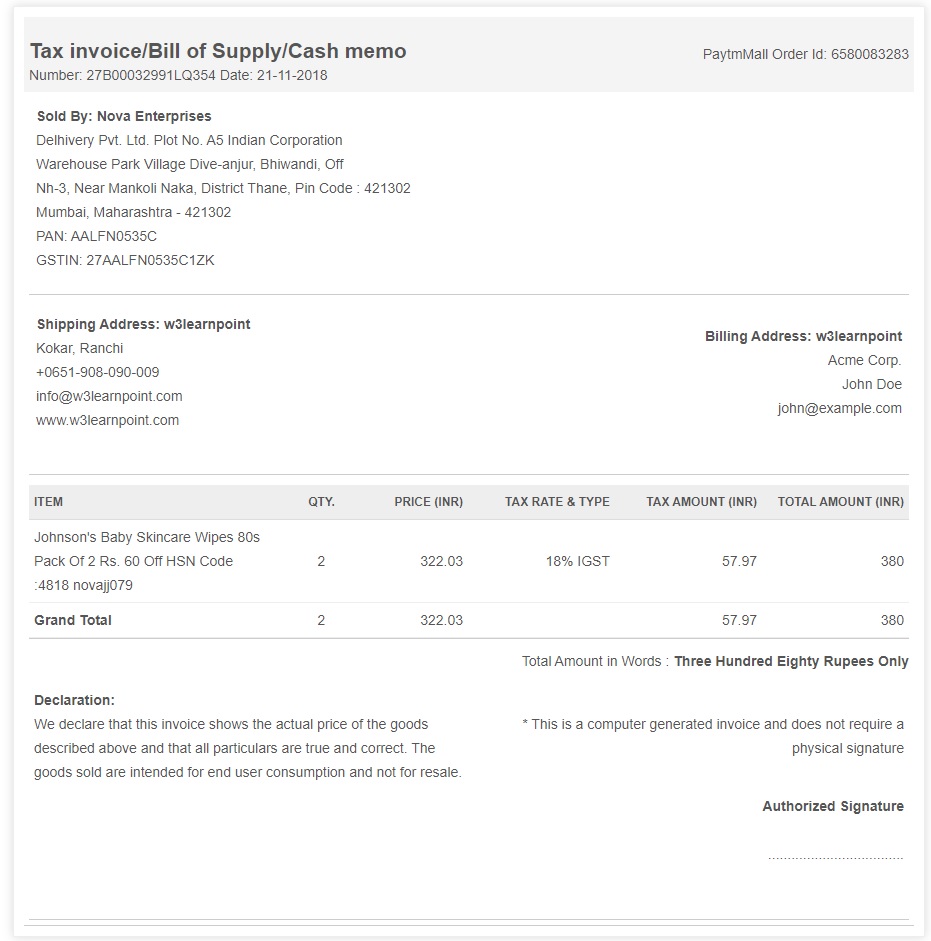 Tax invoice/Bill of Supply/Cash memo
Number: 27B00032991LQ354 Date: 21-11-2018
PaytmMall Order Id: 6580083283
Sold By: Nova Enterprises
Delhivery Pvt. Ltd. Plot No. A5 Indian Corporation
Warehouse Park Village Dive-anjur, Bhiwandi, Off
Nh-3, Near Mankoli Naka, District Thane, Pin Code : 421302
Mumbai, Maharashtra - 421302
PAN: AALFN0535C
GSTIN: 27AALFN0535C1ZK
Shipping Address: w3learnpoint
Kokar, Ranchi
+0651-908-090-009
info@w3learnpoint.com
www.w3learnpoint.com
Billing Address: w3learnpoint
Acme Corp.
John Doe
john@example.com
ITEM QTY. PRICE (INR) TAX RATE & TYPE TAX AMOUNT (INR) TOTAL AMOUNT (INR)
Johnson's Baby Skincare Wipes 80s
Pack Of 2 Rs. 60 Off HSN Code 2 322.03 18% IGST 57.97 380
:4818 novajj079
Grand Total 2 322.03 57.97 380
Total Amount in Words : Three Hundred Eighty Rupees Only
Declaration:
We declare that this invoice shows the actual price of the goods
described above and that all particulars are true and correct. The
goods sold are intended for end user consumption and not for resale.
* This is a computer generated invoice and does not require a
physical signature
Authorized Signature
...................................